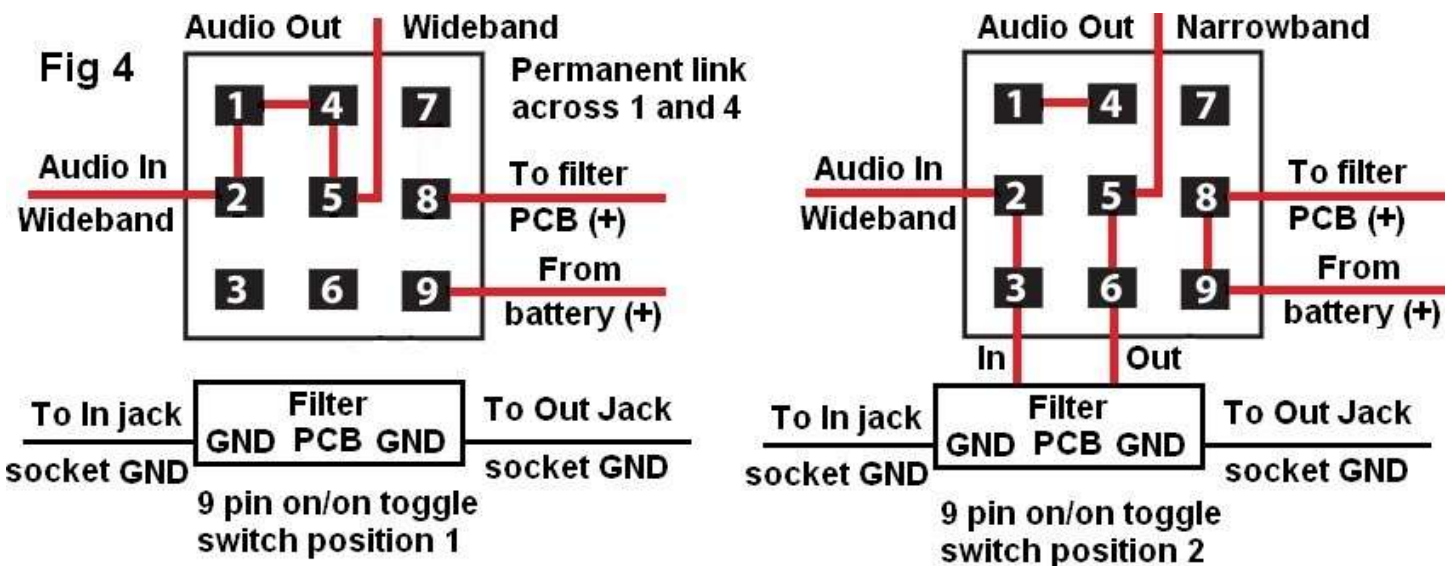 Fig 4
Audio Out Wideband
Permanent link
across 1 and 4
1 4 7
Audio In
Wideband
2 5 8
To filter
PCB (+)
3 6 9
From
battery (+)
To In jack
socket GND
Filter
GND PCB GND
To Out Jack
socket GND
9 pin on/on toggle
switch position 1
Audio Out Narrowband
1 4 7
Audio In
Wideband
2 5 8
To filter
PCB (+)
3 6 9
From
battery (+)
In Out
To In jack
socket GND
Filter
GND PCB GND
To Out Jack
socket GND
9 pin on/on toggle
switch position 2